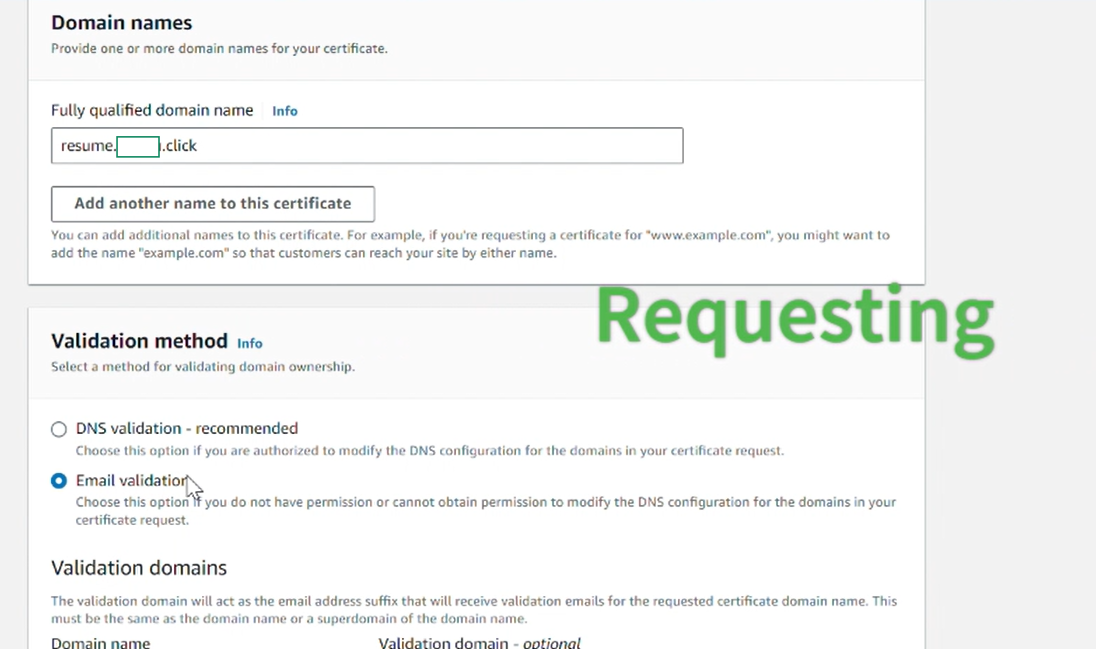 Domain names
Provide one or more domain names for your certificate.
Fully qualified domain name Info
resume. .click
Add another name to this certificate
You can add additional names to this certificate. For example, if you're requesting a certificate for "www.example.com", you might want to
add the name "example.com" so that customers can reach your site by either name.
Requesting
Validation method Info
Select a method for validating domain ownership.
DNS validation - recommended
Choose this option if you are authorized to modify the DNS configuration for the domains in your certificate request.
Email validation
Choose this option if you do not have permission or cannot obtain permission to modify the DNS configuration for the domains in your
certificate request.
Validation domains
The validation domain will act as the email address suffix that will receive validation emails for the requested certificate domain name. This
must be the same as the domain name or a superdomain of the domain name.
Domain name Validation domain - optional